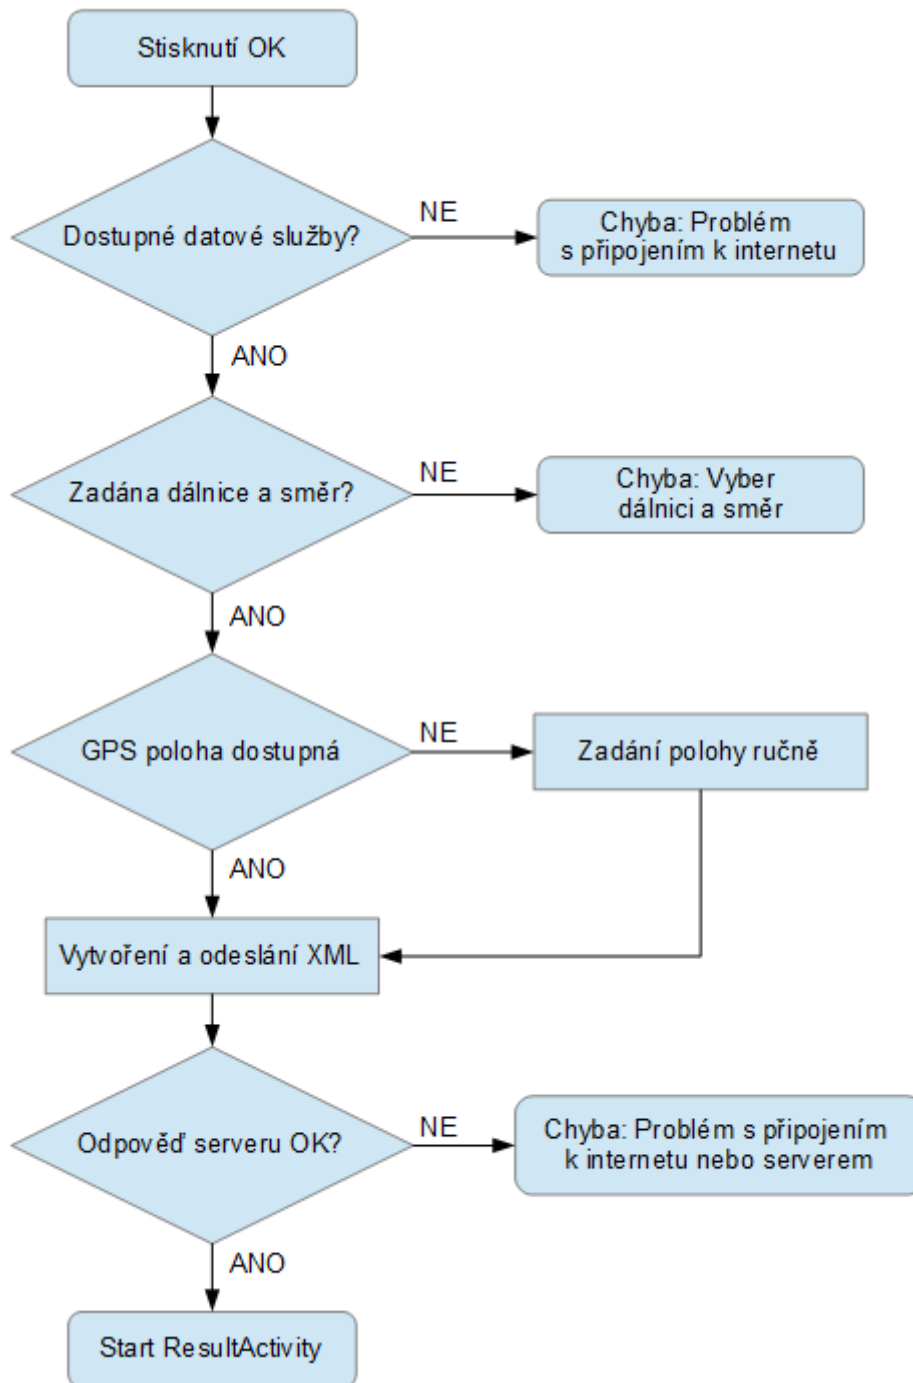 Stisknutí OK
Dostupné datové služby?
NE
Chyba: Problém
s připojením k internetu
ANO
Zadána dálnice a směr?
NE
Chyba: Vyber
dálnici a směr
ANO
GPS poloha dostupná
NE
Zadání polohy ručně
ANO
Vytvoření a odeslání XML
Odpověď serveru OK?
NE
Chyba: Problém s připojením
k internetu nebo serverem
ANO
Start ResultActivity